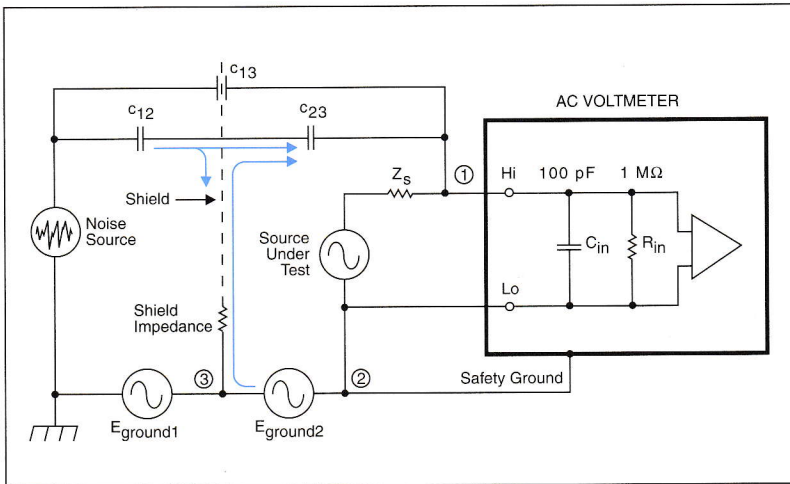 C13
C12
C23
AC VOLTMETER
① Hi 100 pF 1 MΩ
Zs
Shield
Noise
Source
Source
Under
Test
Cin
Rin
Lo
Shield
Impedance
③
②
Safety Ground
Eground1
Eground2